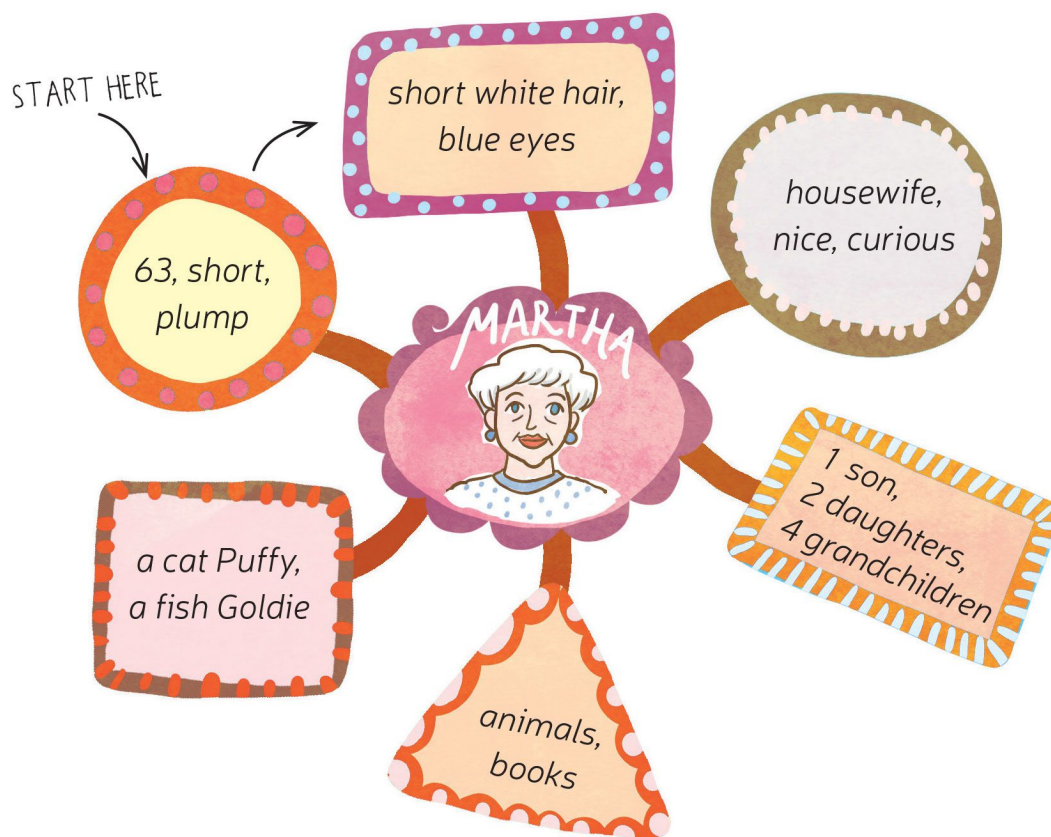 START HERE
63, short,
plump
short white hair,
blue eyes
housewife,
nice, curious
1 son,
2 daughters,
4 grandchildren
animals,
books
a cat Puffy,
a fish Goldie
MARTHA